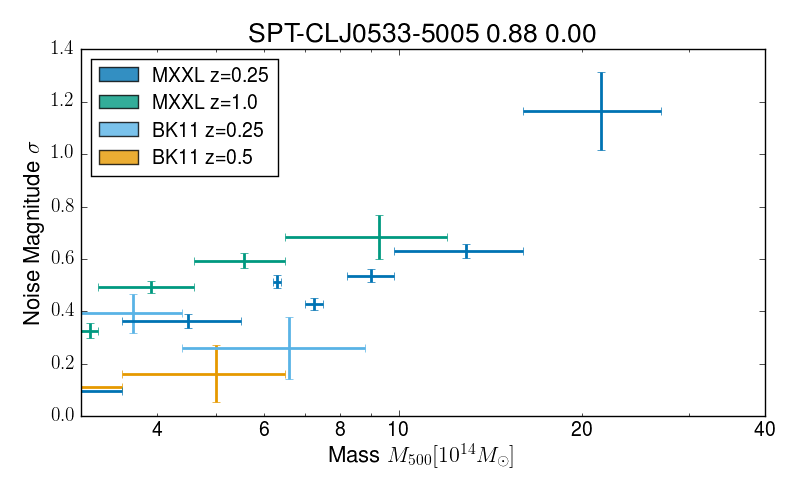 SPT-CLJ0533-5005 0.88 0.00
1.4
1.2
1.0
0.8
0.6
0.4
0.2
0.0
Noise Magnitude σ
MXXL z=0.25
MXXL z=1.0
BK11 z=0.25
BK11 z=0.5
4 6 8 10 20 40
Mass M₅₀₀[10¹⁴M☉]